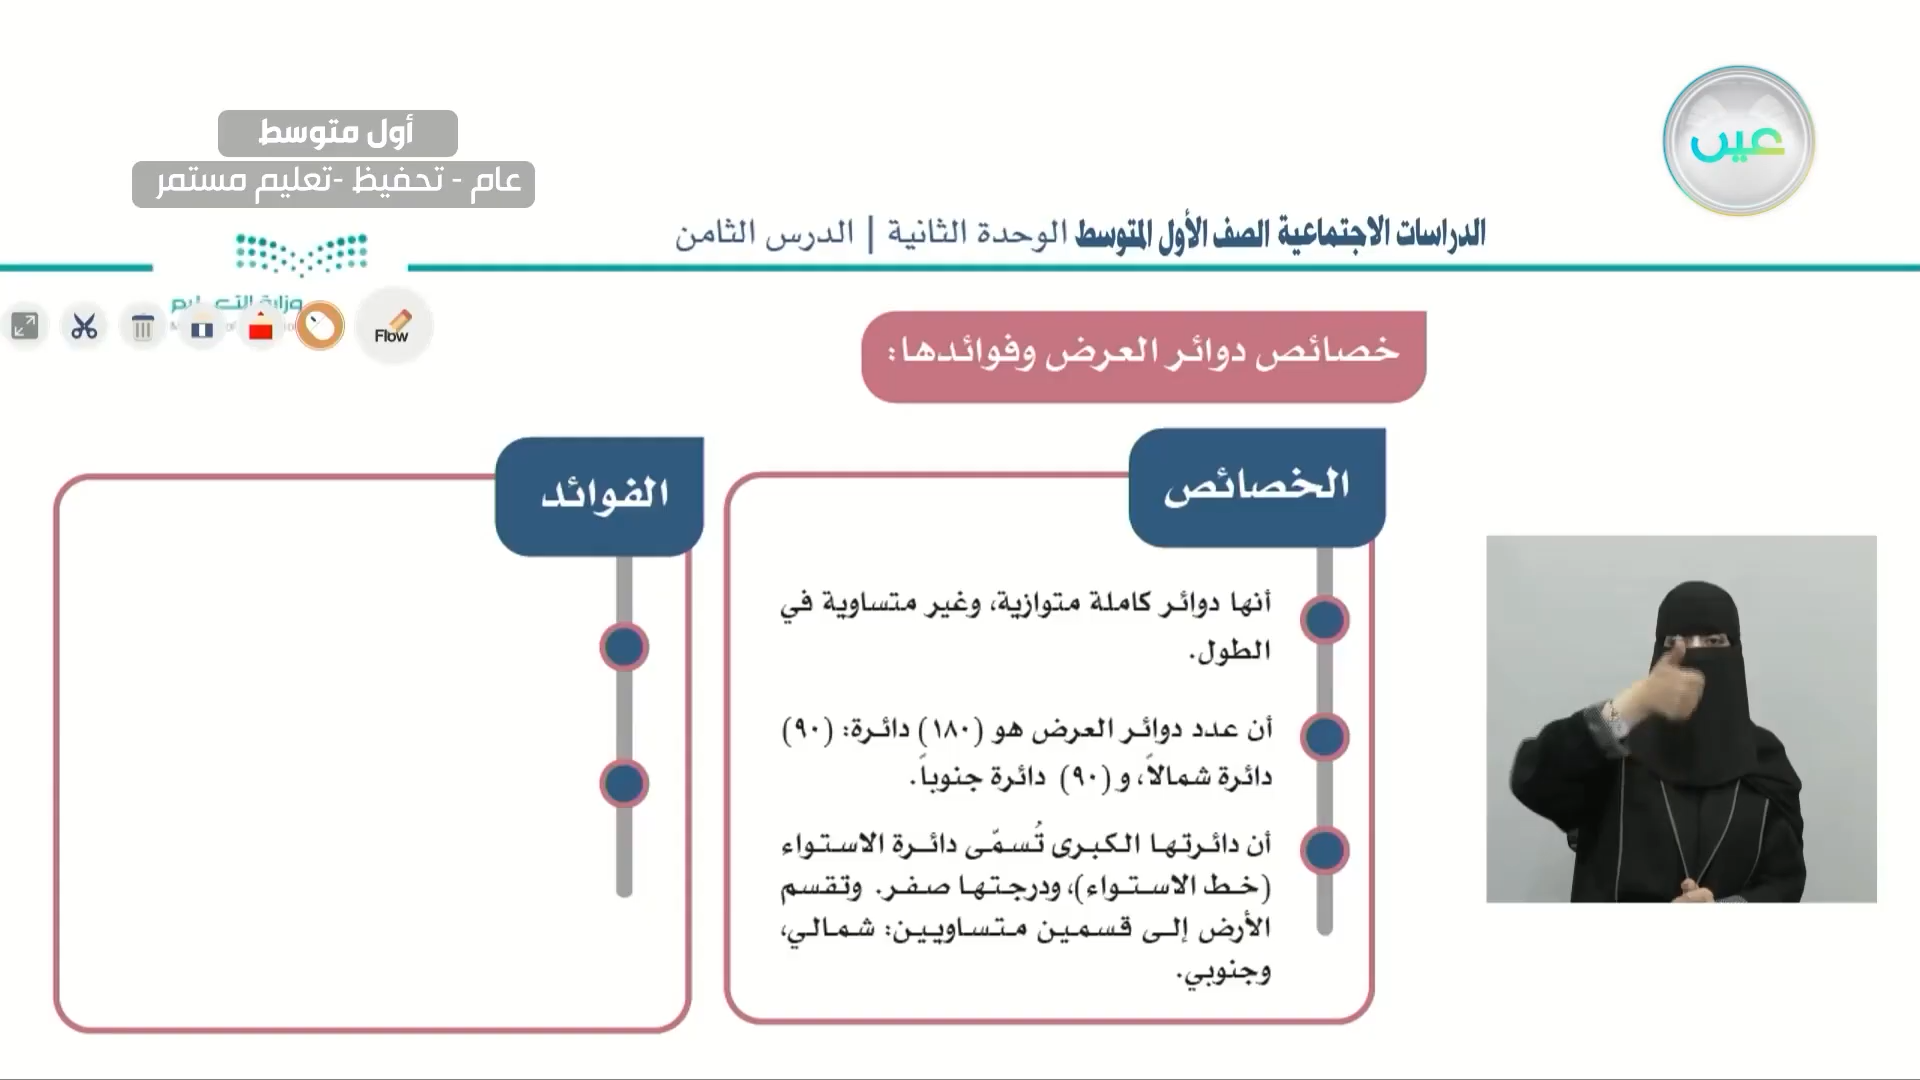 عين
أول متوسط
عام - تحفيظ -تعليم مستمر
الدراسات الاجتماعية الصف الأول المتوسط الوحدة الثانية | الدرس الثامن
وزارة التعليم
Flow
خصائص دوائر العرض وفوائدها:
الخصائص
أنها دوائر كاملة متوازية، وغير متساوية في
الطول.
أن عدد دوائر العرض هو (١٨٠) دائرة: (٩٠)
دائرة شمالاً، و(٩٠) دائرة جنوباً.
أن دائرتها الكبرى تُسمّى دائرة الاستواء
(خط الاستواء)، ودرجتها صفر. وتقسم
الأرض إلى قسمين متساويين: شمالي،
وجنوبي.
الفوائد